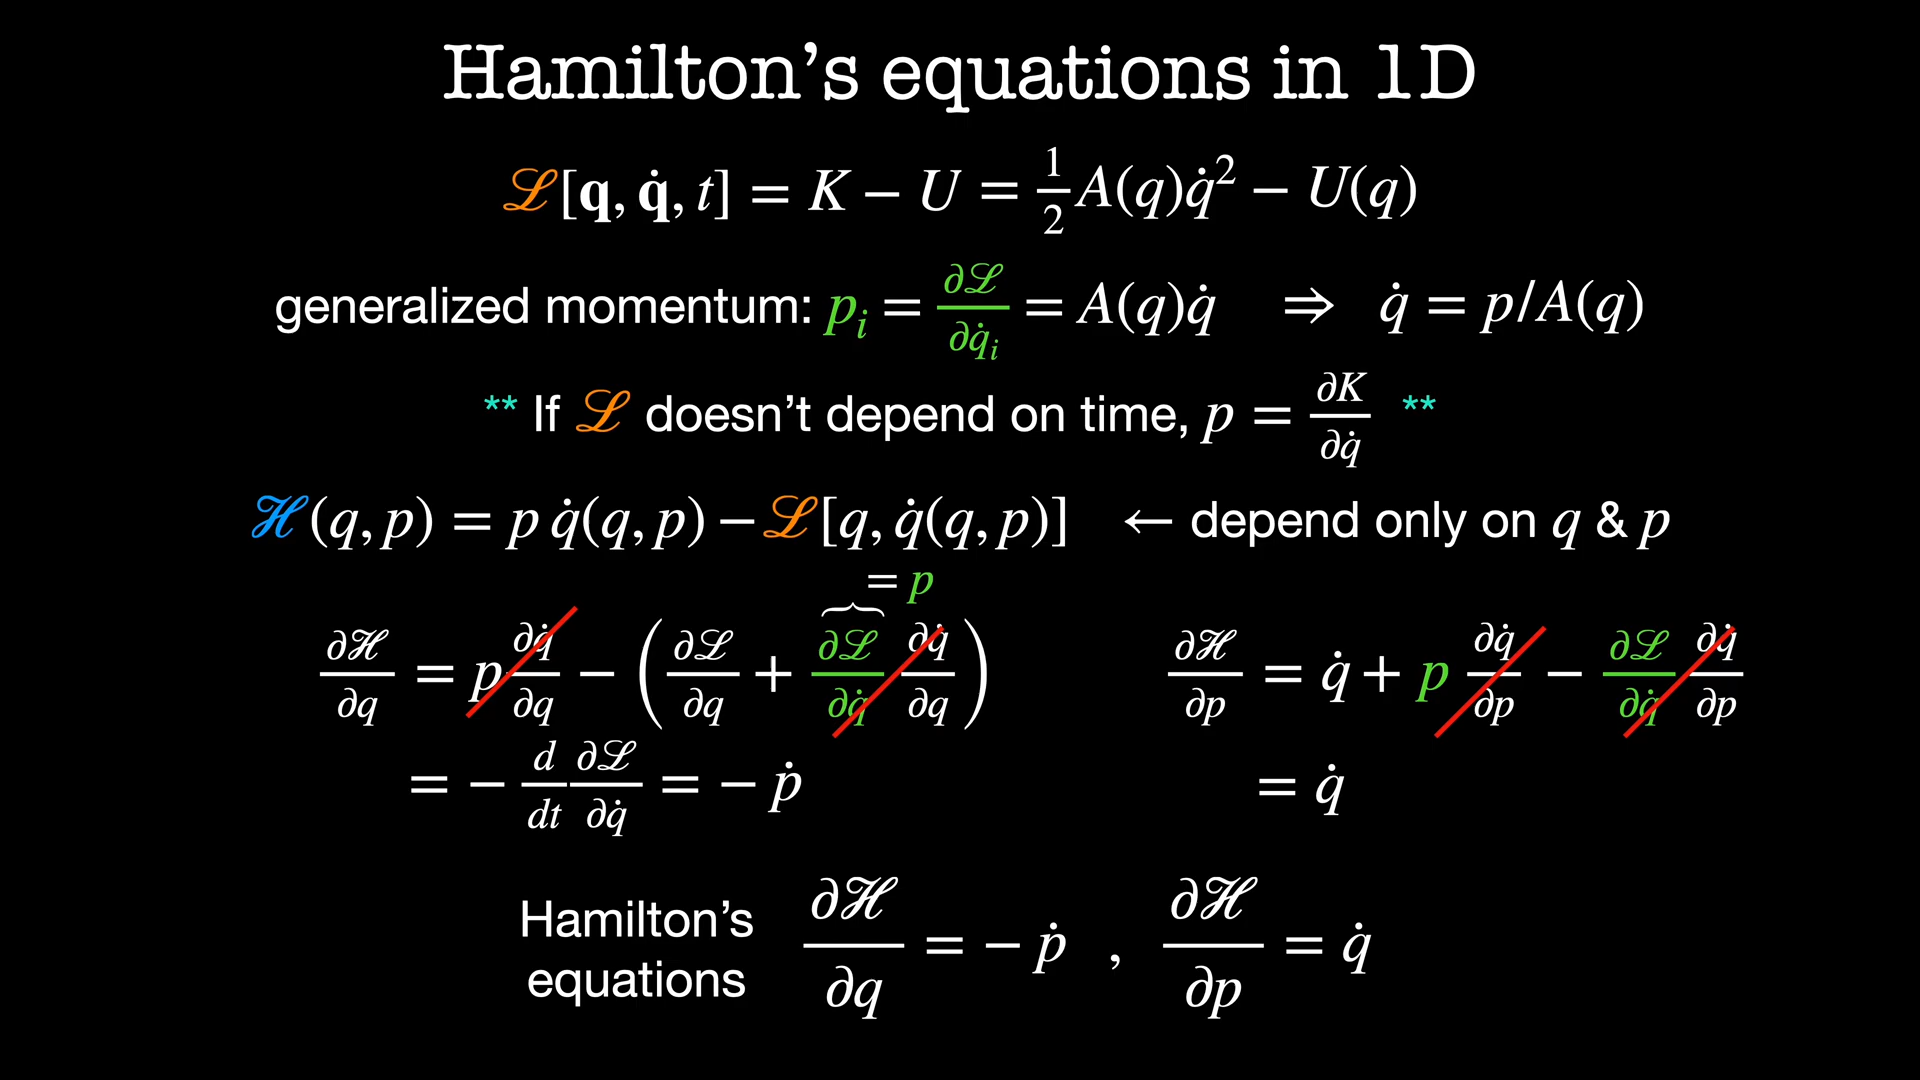 Hamilton’s equations in 1D
ℒ[𝐪, 𝐪̇, t] = K − U = 1/2 A(q)q̇² − U(q)
generalized momentum: pᵢ = ∂ℒ/∂q̇ᵢ = A(q)q̇ ⇒ q̇ = p/A(q)
** If ℒ doesn’t depend on time, p = ∂K/∂q̇ **
ℋ(q, p) = p q̇(q, p) − ℒ[q, q̇(q, p)] ← depend only on q & p
= p
∂ℋ/∂q = p ∂q̇/∂q − (∂ℒ/∂q + ∂ℒ/∂q̇ ∂q̇/∂q)
= − d/dt ∂ℒ/∂q̇ = − ṗ
∂ℋ/∂p = q̇ + p ∂q̇/∂p − ∂ℒ/∂q̇ ∂q̇/∂p
= q̇
Hamilton’s
equations
∂ℋ/∂q = − ṗ , ∂ℋ/∂p = q̇